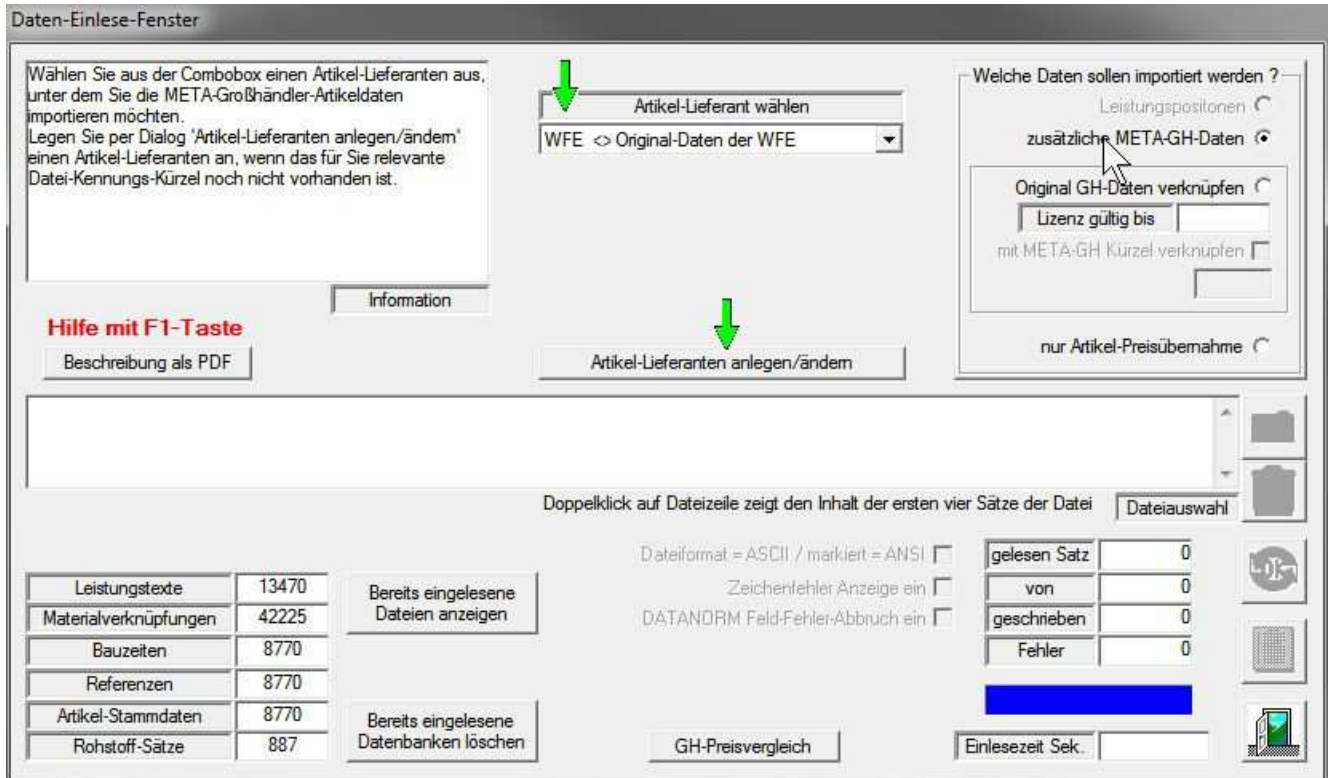 Daten-Einlese-Fenster
Wählen Sie aus der Combobox einen Artikel-Lieferanten aus,
unter dem Sie die META-Großhändler-Artikeldaten
importieren möchten.
Legen Sie per Dialog 'Artikel-Lieferanten anlegen/ändern'
einen Artikel-Lieferanten an, wenn das für Sie relevante
Datei-Kennungs-Kürzel noch nicht vorhanden ist.
Information
Hilfe mit F1-Taste
Beschreibung als PDF
Artikel-Lieferant wählen
WFE <> Original-Daten der WFE
Artikel-Lieferanten anlegen/ändern
Welche Daten sollen importiert werden ?
Leistungspositonen
zusätzliche META-GH-Daten
Original GH-Daten verknüpfen
Lizenz gültig bis
mit META-GH Kürzel verknüpfen
nur Artikel-Preisübernahme
Doppelklick auf Dateizeile zeigt den Inhalt der ersten vier Sätze der Datei
Dateiauswahl
Leistungstexte 13470
Materialverknüpfungen 42225
Bauzeiten 8770
Referenzen 8770
Artikel-Stammdaten 8770
Rohstoff-Sätze 887
Bereits eingelesene
Dateien anzeigen
Bereits eingelesene
Datenbanken löschen
Dateiformat = ASCII / markiert = ANSI
Zeichenfehler Anzeige ein
DATANORM Feld-Fehler-Abbruch ein
GH-Preisvergleich
gelesen Satz 0
von 0
geschrieben 0
Fehler 0
Einlesezeit Sek.